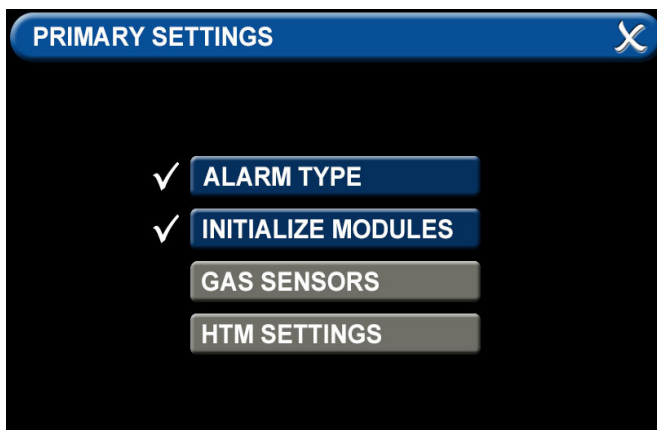 PRIMARY SETTINGS
ALARM TYPE
INITIALIZE MODULES
GAS SENSORS
HTM SETTINGS